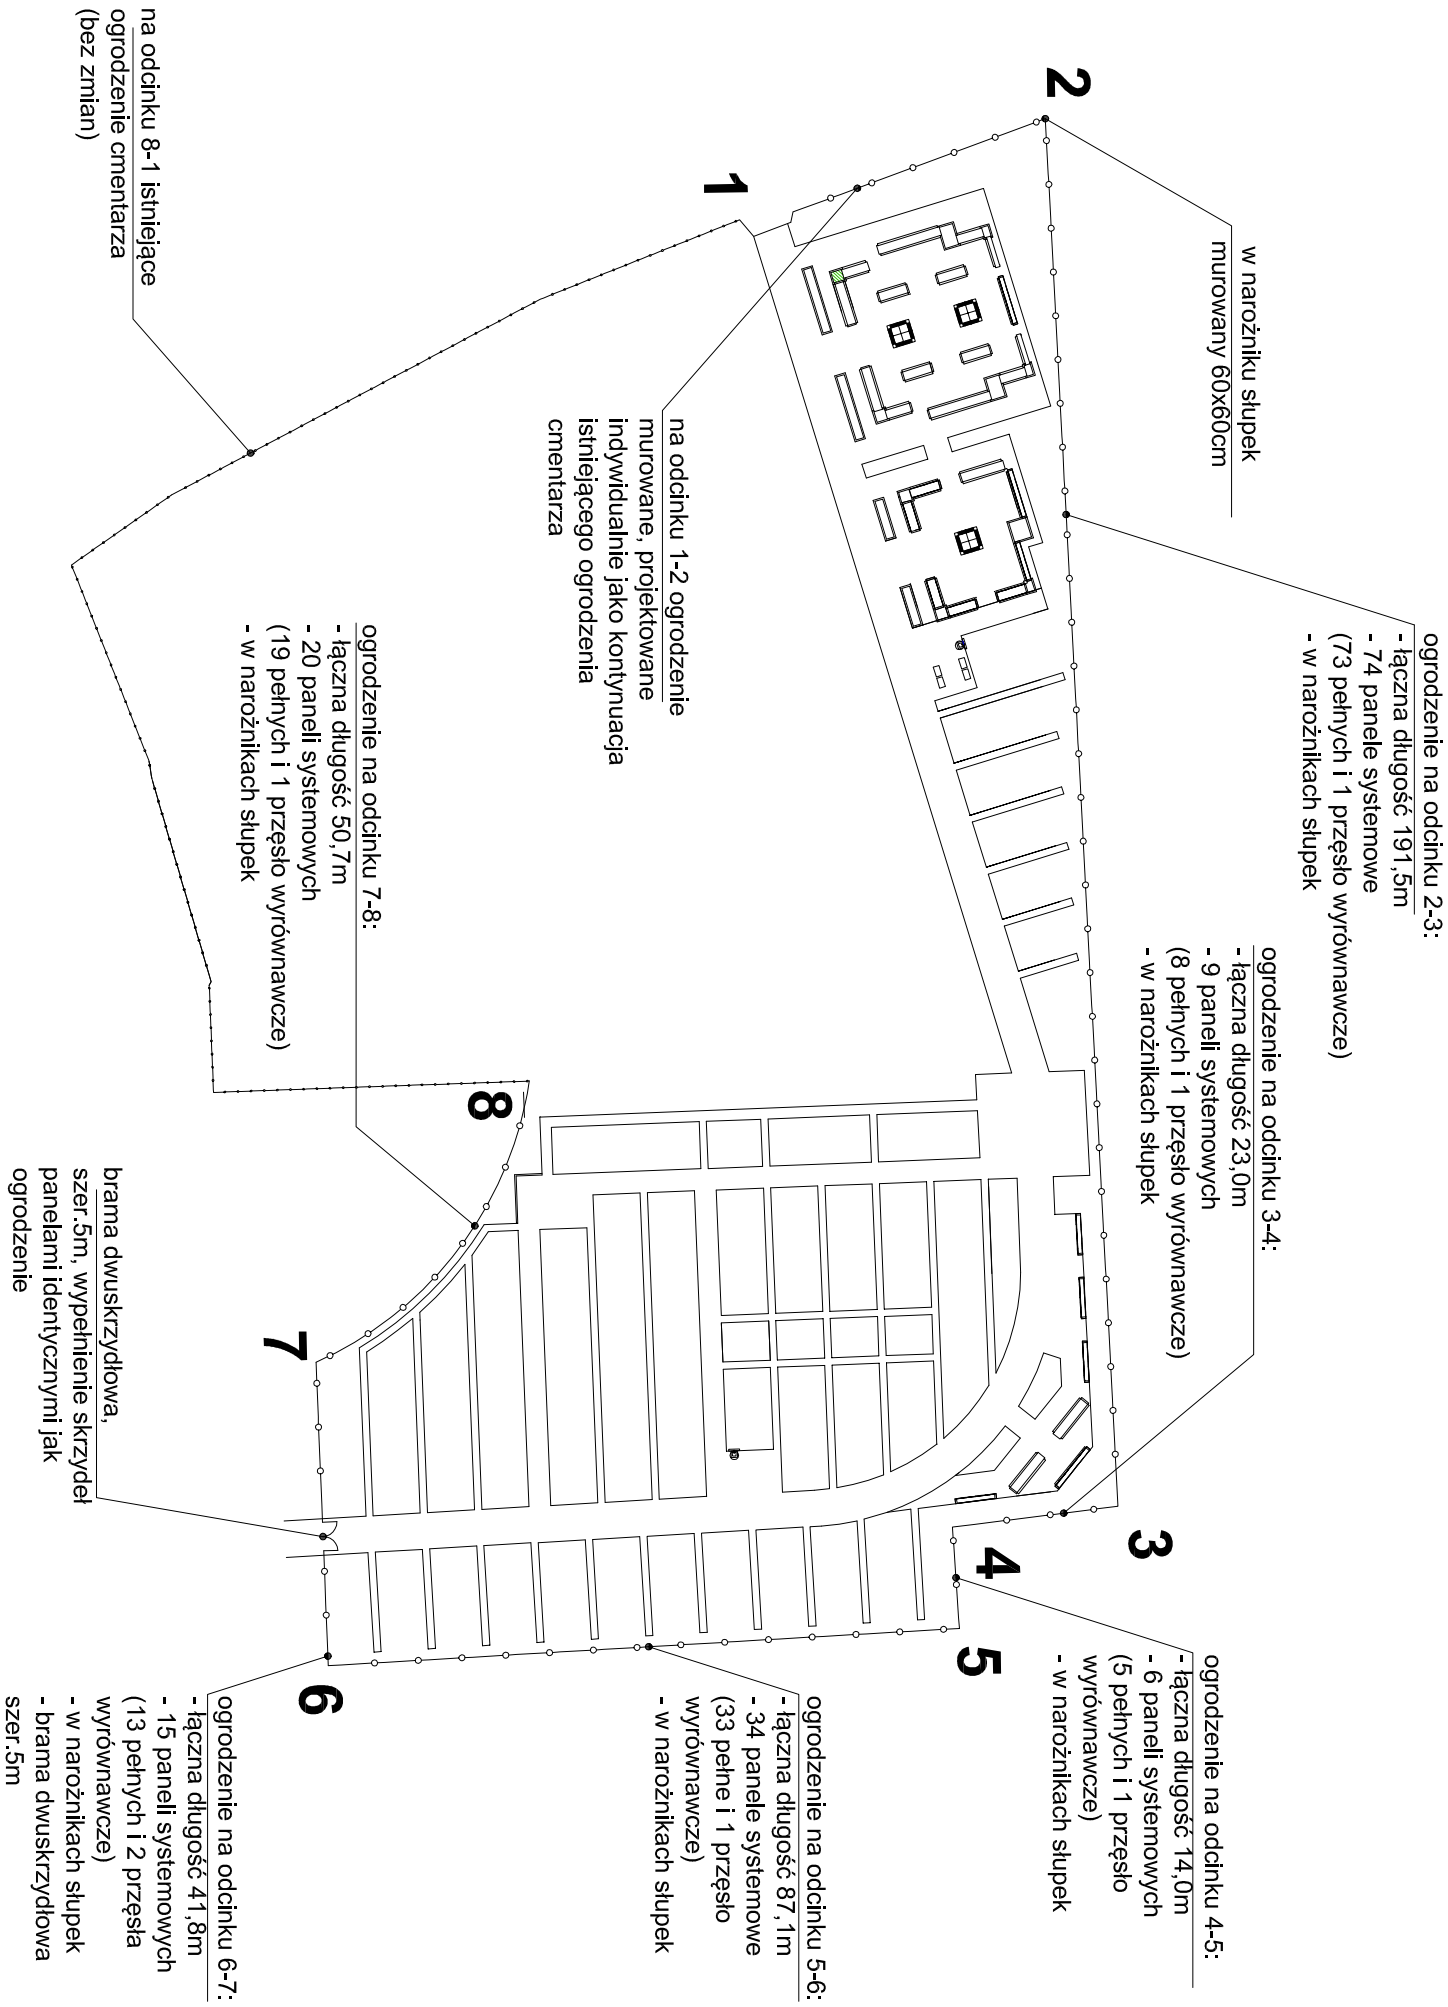 ogrodzenie na odcinku 2-3:
- łączna długość 191,5m
- 74 panele systemowe
(73 pełnych i 1 przęsło wyrównawcze)
- w narożnikach słupek
w narożniku słupek
murowany 60x60cm
ogrodzenie na odcinku 3-4:
- łączna długość 23,0m
- 9 paneli systemowych
(8 pełnych i 1 przęsło wyrównawcze)
- w narożnikach słupek
ogrodzenie na odcinku 4-5:
- łączna długość 14,0m
- 6 paneli systemowych
(5 pełnych i 1 przęsło
wyrównawcze)
- w narożnikach słupek
2
3
4
5
1
na odcinku 1-2 ogrodzenie
murowane, projektowane
indywidualnie jako kontynuacja
istniejącego ogrodzenia
cmentarza
ogrodzenie na odcinku 5-6:
- łączna długość 87,1m
- 34 panele systemowe
(33 pełne i 1 przęsło
wyrównawcze)
- w narożnikach słupek
8
ogrodzenie na odcinku 7-8:
- łączna długość 50,7m
- 20 paneli systemowych
(19 pełnych i 1 przęsło wyrównawcze)
- w narożnikach słupek
7
6
ogrodzenie na odcinku 6-7:
- łączna długość 41,8m
- 15 paneli systemowych
(13 pełnych i 2 przęsła
wyrównawcze)
- w narożnikach słupek
- brama dwuskrzydłowa
szer.5m
na odcinku 8-1 istniejące
ogrodzenie cmentarza
(bez zmian)
brama dwuskrzydłowa,
szer.5m, wypełnienie skrzydeł
panelami identycznymi jak
ogrodzenie